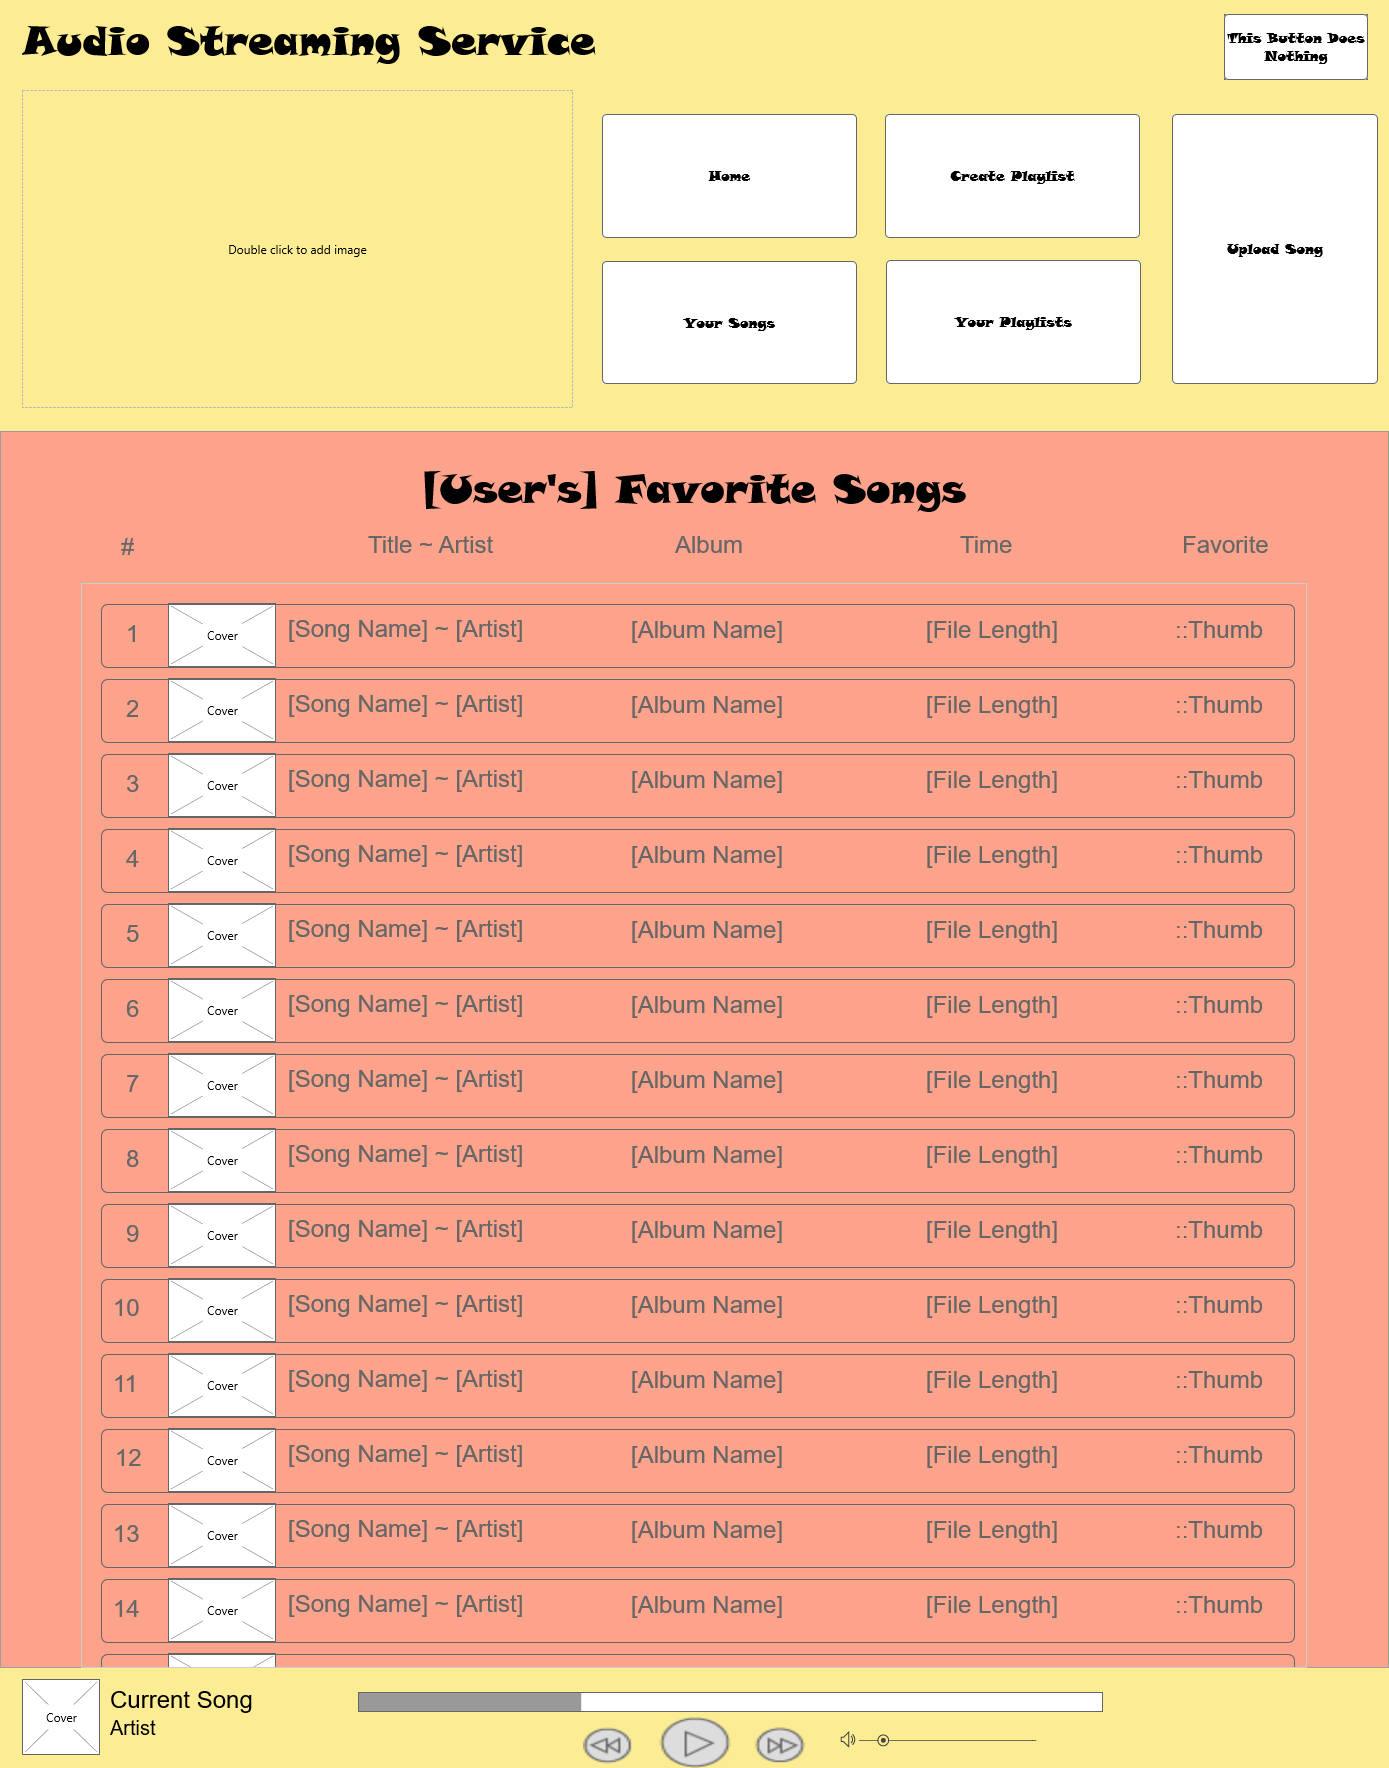 Audio Streaming Service
This Button Does
Nothing
Double click to add image
Home
Create Playlist
Upload Song
Your Songs
Your Playlists
[User's] Favorite Songs
# Title ~ Artist Album Time Favorite
1 Cover [Song Name] ~ [Artist] [Album Name] [File Length] ::Thumb
2 Cover [Song Name] ~ [Artist] [Album Name] [File Length] ::Thumb
3 Cover [Song Name] ~ [Artist] [Album Name] [File Length] ::Thumb
4 Cover [Song Name] ~ [Artist] [Album Name] [File Length] ::Thumb
5 Cover [Song Name] ~ [Artist] [Album Name] [File Length] ::Thumb
6 Cover [Song Name] ~ [Artist] [Album Name] [File Length] ::Thumb
7 Cover [Song Name] ~ [Artist] [Album Name] [File Length] ::Thumb
8 Cover [Song Name] ~ [Artist] [Album Name] [File Length] ::Thumb
9 Cover [Song Name] ~ [Artist] [Album Name] [File Length] ::Thumb
10 Cover [Song Name] ~ [Artist] [Album Name] [File Length] ::Thumb
11 Cover [Song Name] ~ [Artist] [Album Name] [File Length] ::Thumb
12 Cover [Song Name] ~ [Artist] [Album Name] [File Length] ::Thumb
13 Cover [Song Name] ~ [Artist] [Album Name] [File Length] ::Thumb
14 Cover [Song Name] ~ [Artist] [Album Name] [File Length] ::Thumb
Cover
Current Song
Artist